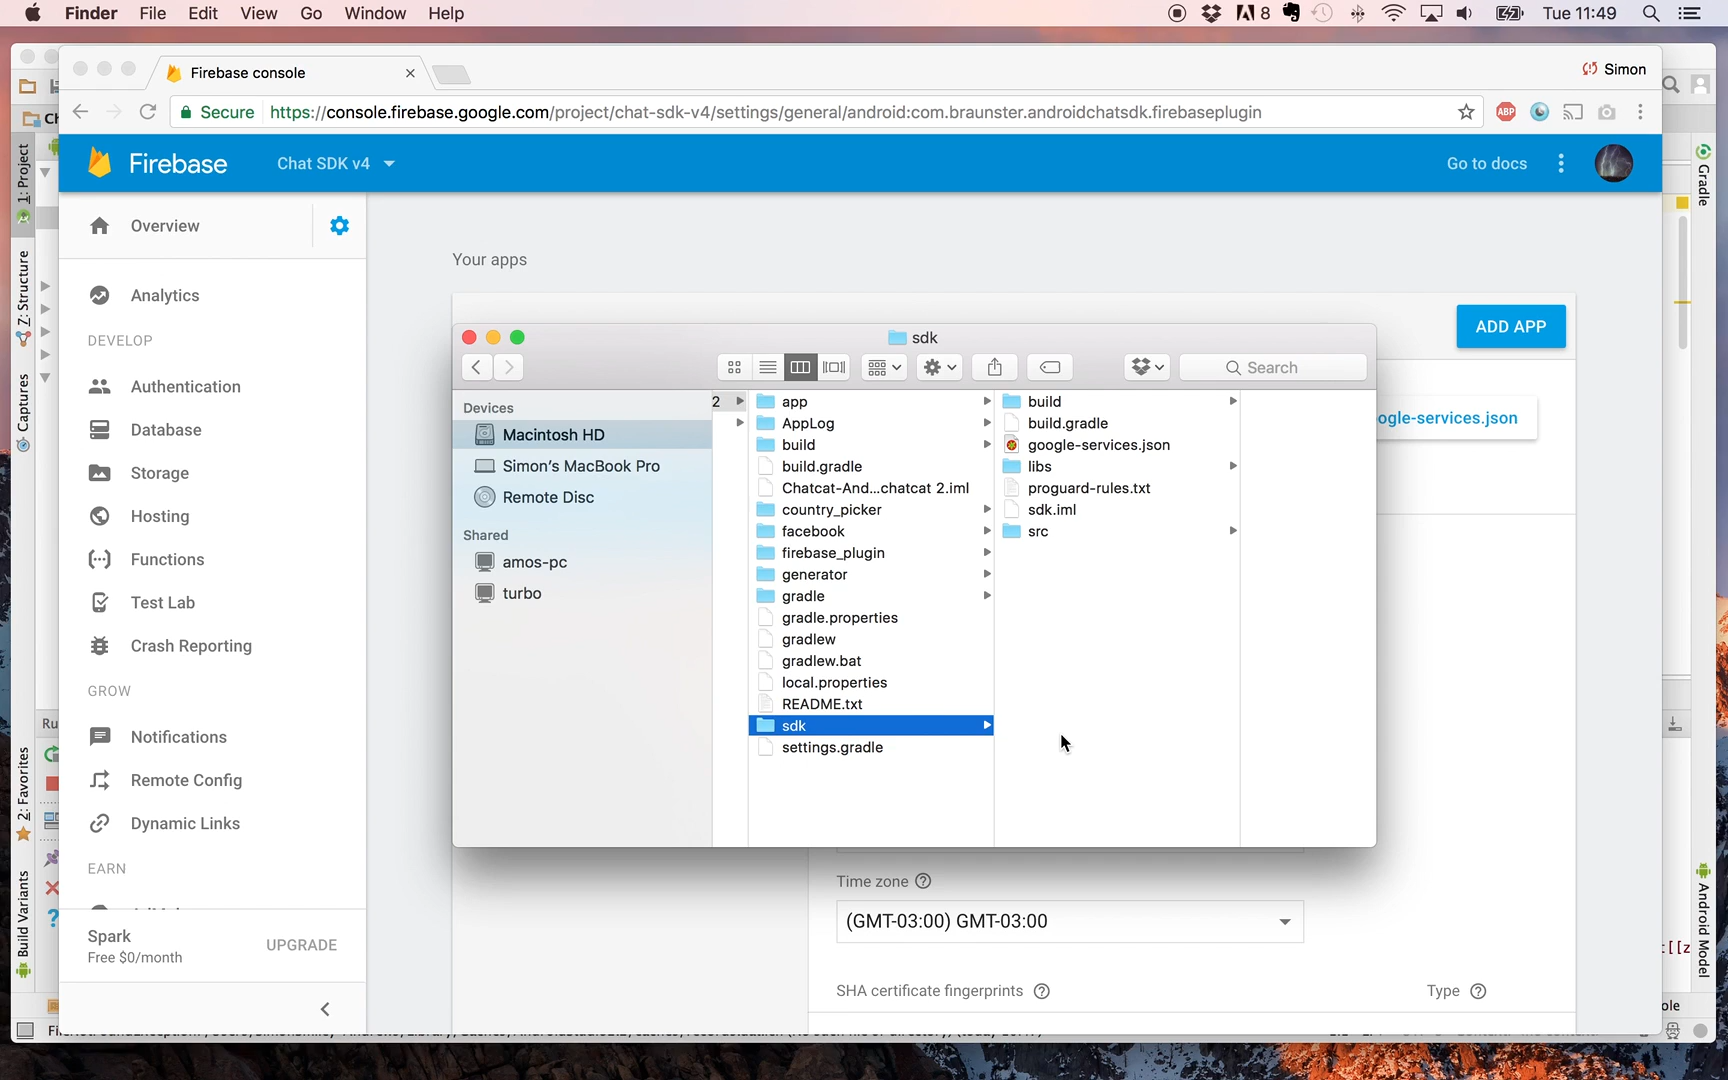 Finder File Edit View Go Window Help
8 Tue 11:49
Firebase console
Simon
Secure https://console.firebase.google.com/project/chat-sdk-v4/settings/general/android:com.braunster.androidchatsdk.firebaseplugin
Firebase Chat SDK v4 Go to docs
Overview
Analytics
DEVELOP
Authentication
Database
Storage
Hosting
Functions
Test Lab
Crash Reporting
GROW
Notifications
Remote Config
Dynamic Links
EARN
Spark
Free $0/month
UPGRADE
Your apps
ADD APP
ogle-services.json
sdk
Search
Devices
Macintosh HD
Simon's MacBook Pro
Remote Disc
Shared
amos-pc
turbo
2
app
AppLog
build
build.gradle
Chatcat-And...chatcat 2.iml
country_picker
facebook
firebase_plugin
generator
gradle
gradle.properties
gradlew
gradlew.bat
local.properties
README.txt
sdk
settings.gradle
build
build.gradle
google-services.json
libs
proguard-rules.txt
sdk.iml
src
Time zone
(GMT-03:00) GMT-03:00
SHA certificate fingerprints
Type
1: Project
Z: Structure
Captures
2: Favorites
Build Variants
Ch
Ru
Gradle
Android Model
:[[z
ole